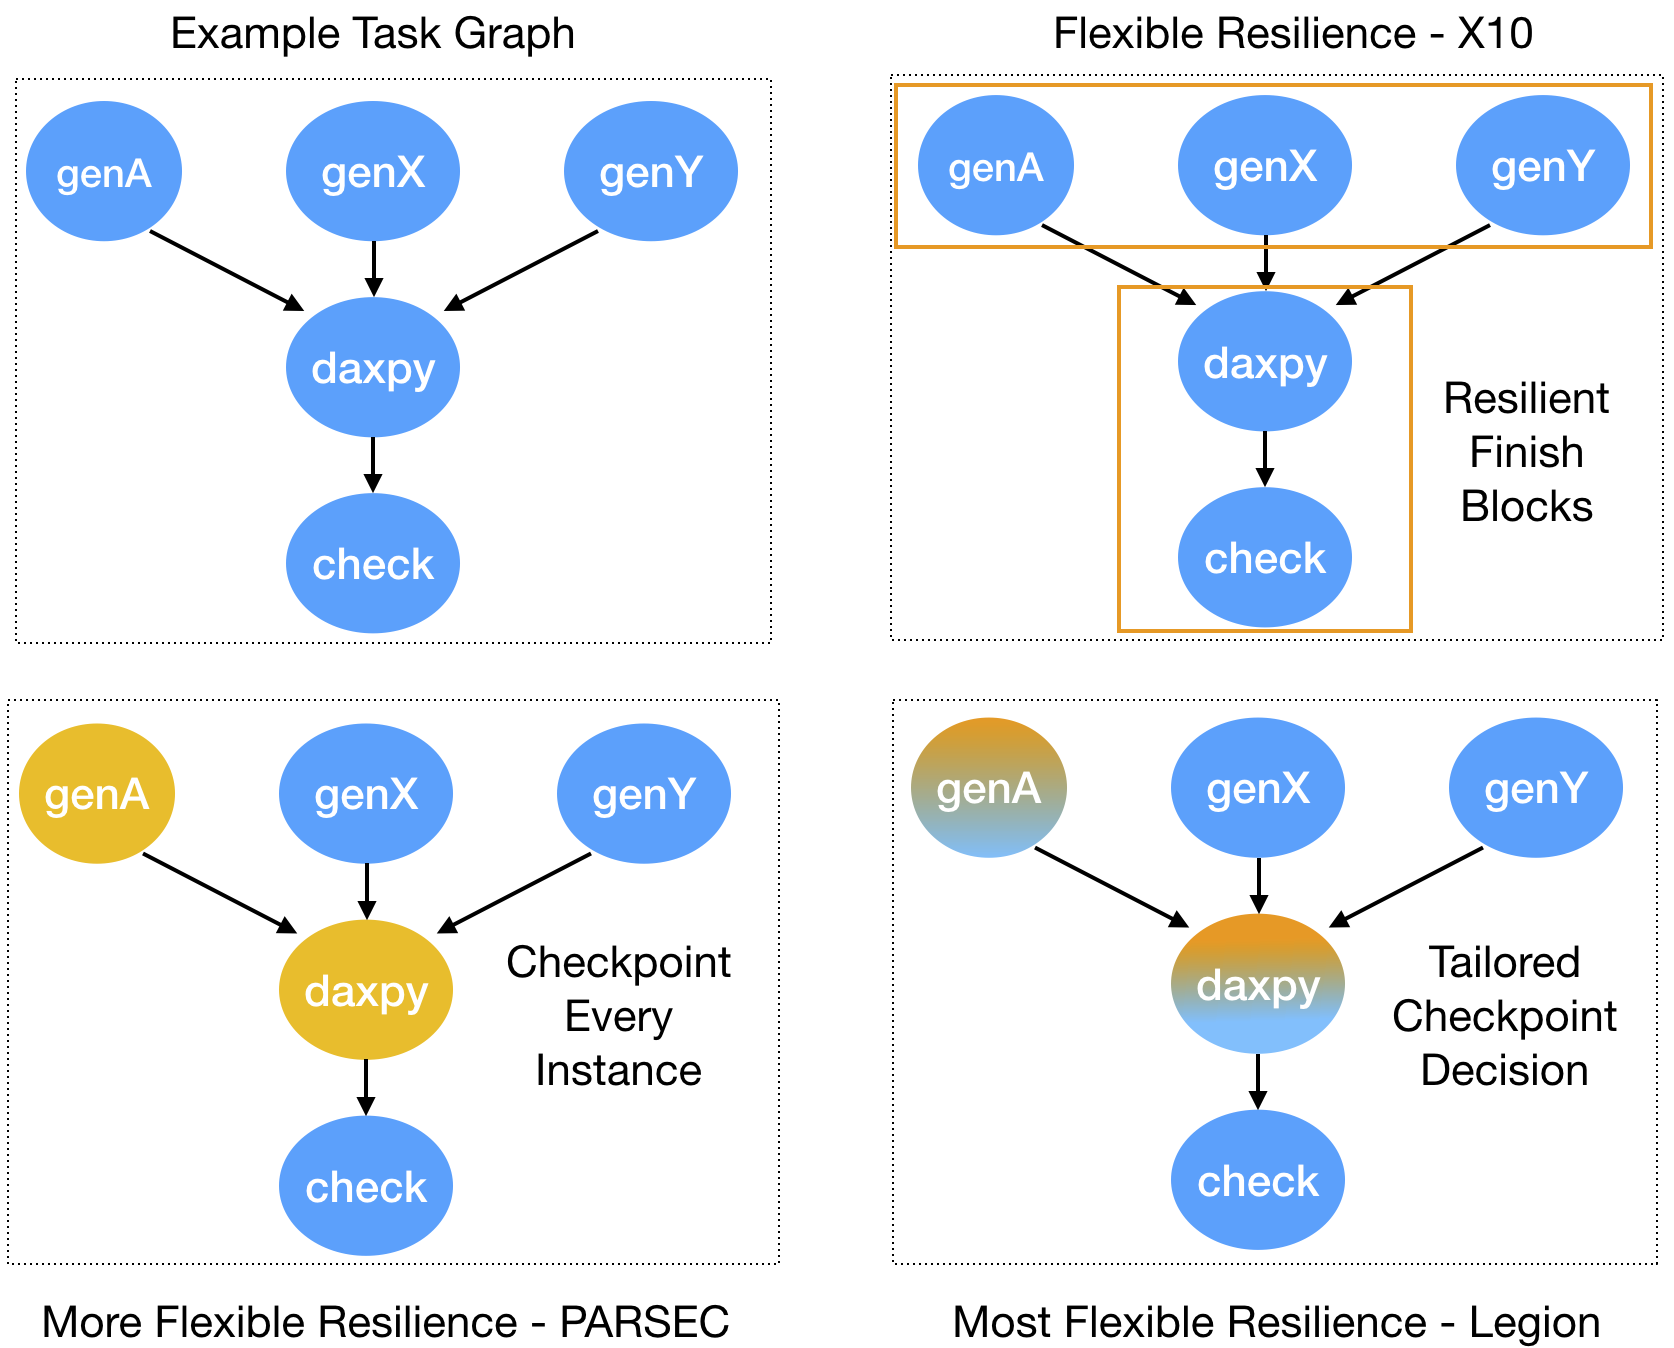 Example Task Graph
genA
genX
genY
daxpy
check
Flexible Resilience - X10
genA
genX
genY
daxpy
check
Resilient
Finish
Blocks
genA
genX
genY
daxpy
check
Checkpoint
Every
Instance
More Flexible Resilience - PARSEC
genA
genX
genY
daxpy
check
Tailored
Checkpoint
Decision
Most Flexible Resilience - Legion